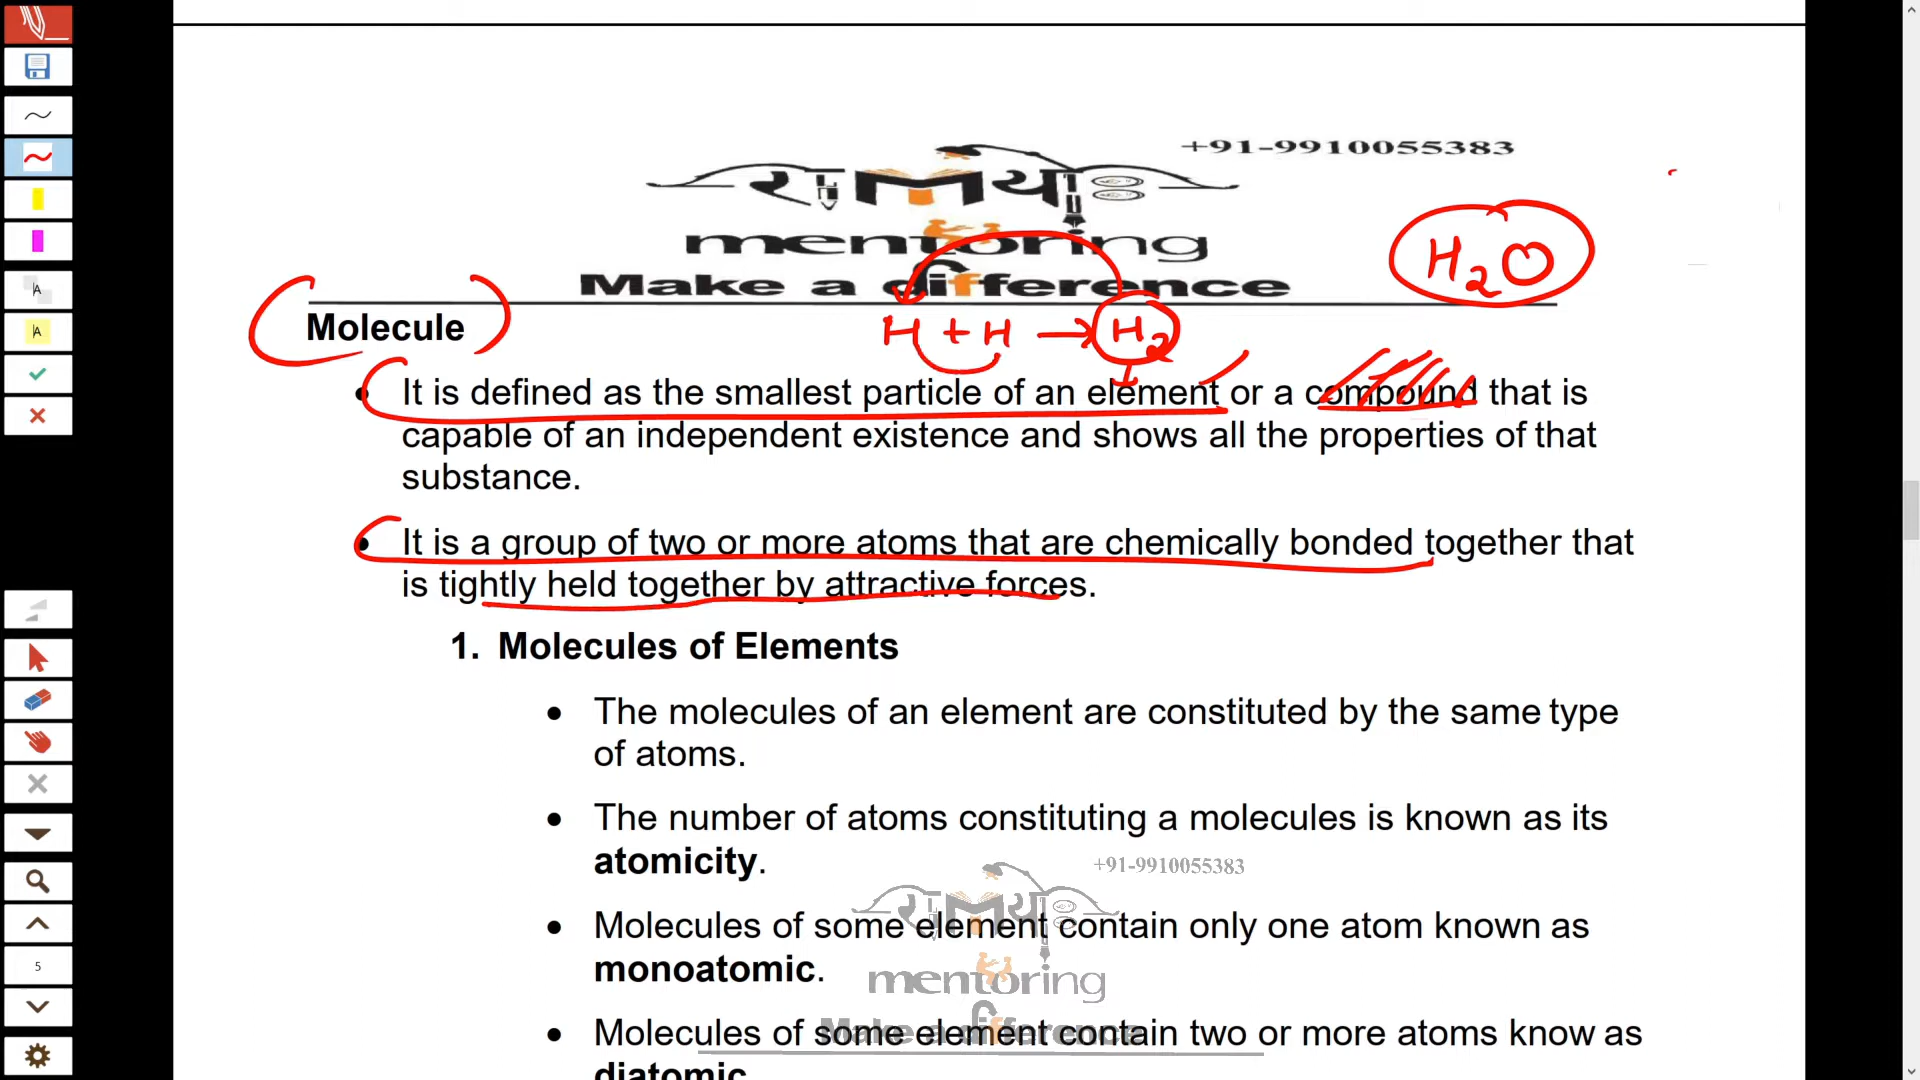 +91-9910055383
रामया
mentoring
Make a difference
H₂O
Molecule
H + H → H₂
• It is defined as the smallest particle of an element or a compound that is
capable of an independent existence and shows all the properties of that
substance.
• It is a group of two or more atoms that are chemically bonded together that
is tightly held together by attractive forces.
1. Molecules of Elements
• The molecules of an element are constituted by the same type
of atoms.
• The number of atoms constituting a molecules is known as its
atomicity.
+91-9910055383
• Molecules of some element contain only one atom known as
monoatomic.
mentoring
• Molecules of some element contain two or more atoms know as
Make a difference
diatomic
A
A
5